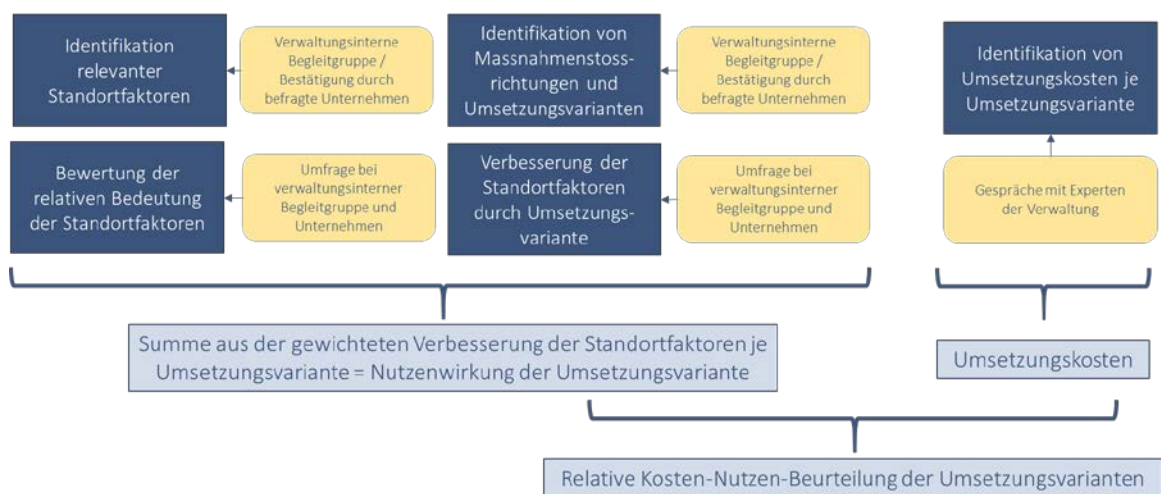 Identifikation
relevanter
Standortfaktoren
Verwaltungsinterne
Begleitgruppe /
Bestätigung durch
befragte Unternehmen
Identifikation von
Massnahmenstoss-
richtungen und
Umsetzungsvarianten
Verwaltungsinterne
Begleitgruppe /
Bestätigung durch
befragte Unternehmen
Identifikation von
Umsetzungskosten je
Umsetzungsvariante
Bewertung der
relativen Bedeutung
der Standortfaktoren
Umfrage bei
verwaltungsinterner
Begleitgruppe und
Unternehmen
Verbesserung der
Standortfaktoren
durch Umsetzungs-
variante
Umfrage bei
verwaltungsinterner
Begleitgruppe und
Unternehmen
Gespräche mit Experten
der Verwaltung
Summe aus der gewichteten Verbesserung der Standortfaktoren je
Umsetzungsvariante = Nutzenwirkung der Umsetzungsvariante
Umsetzungskosten
Relative Kosten-Nutzen-Beurteilung der Umsetzungsvarianten